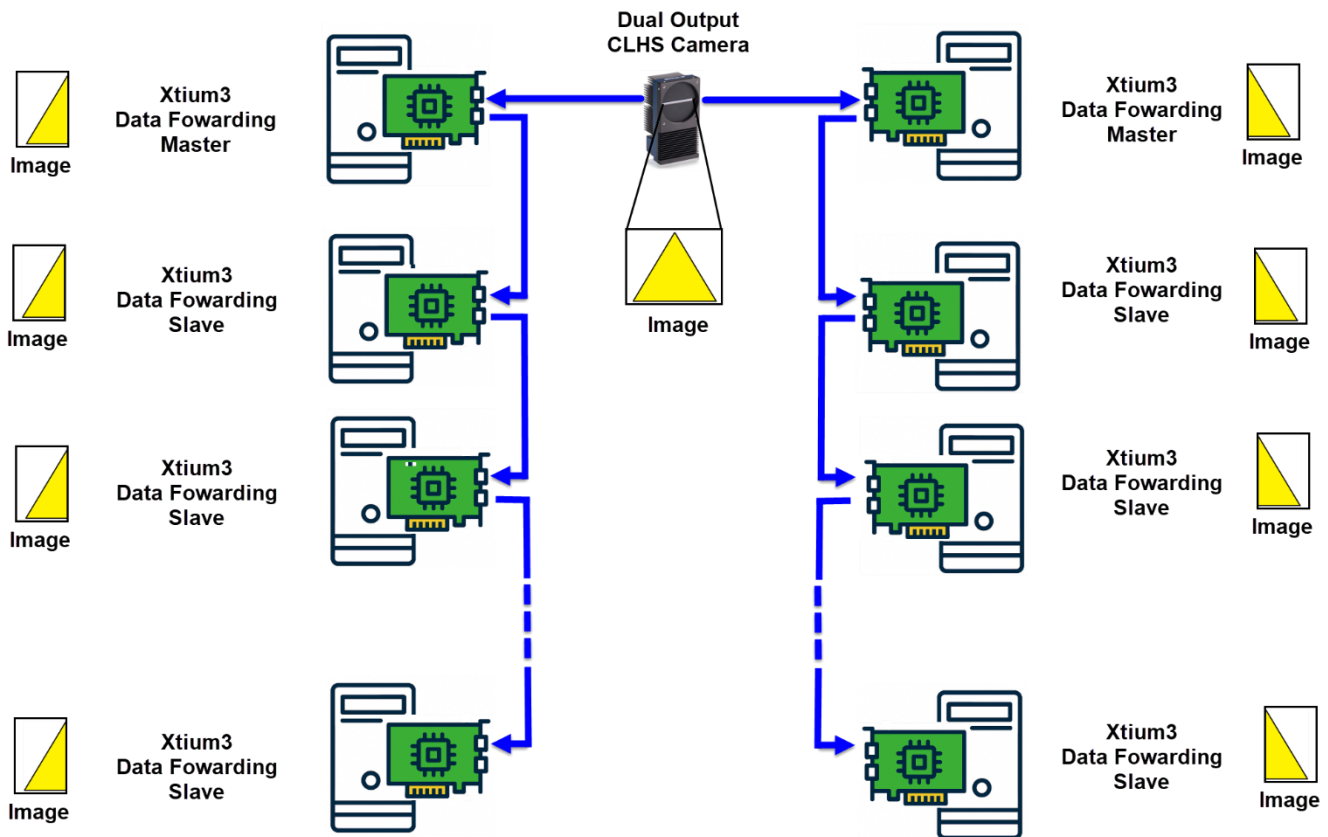 Dual Output
CLHS Camera
Xtium3
Data Fowarding
Master
Image
Xtium3
Data Fowarding
Master
Image
Xtium3
Data Fowarding
Slave
Image
Image
Xtium3
Data Fowarding
Slave
Image
Xtium3
Data Fowarding
Slave
Image
Xtium3
Data Fowarding
Slave
Image
Xtium3
Data Fowarding
Slave
Image
Xtium3
Data Fowarding
Slave
Image